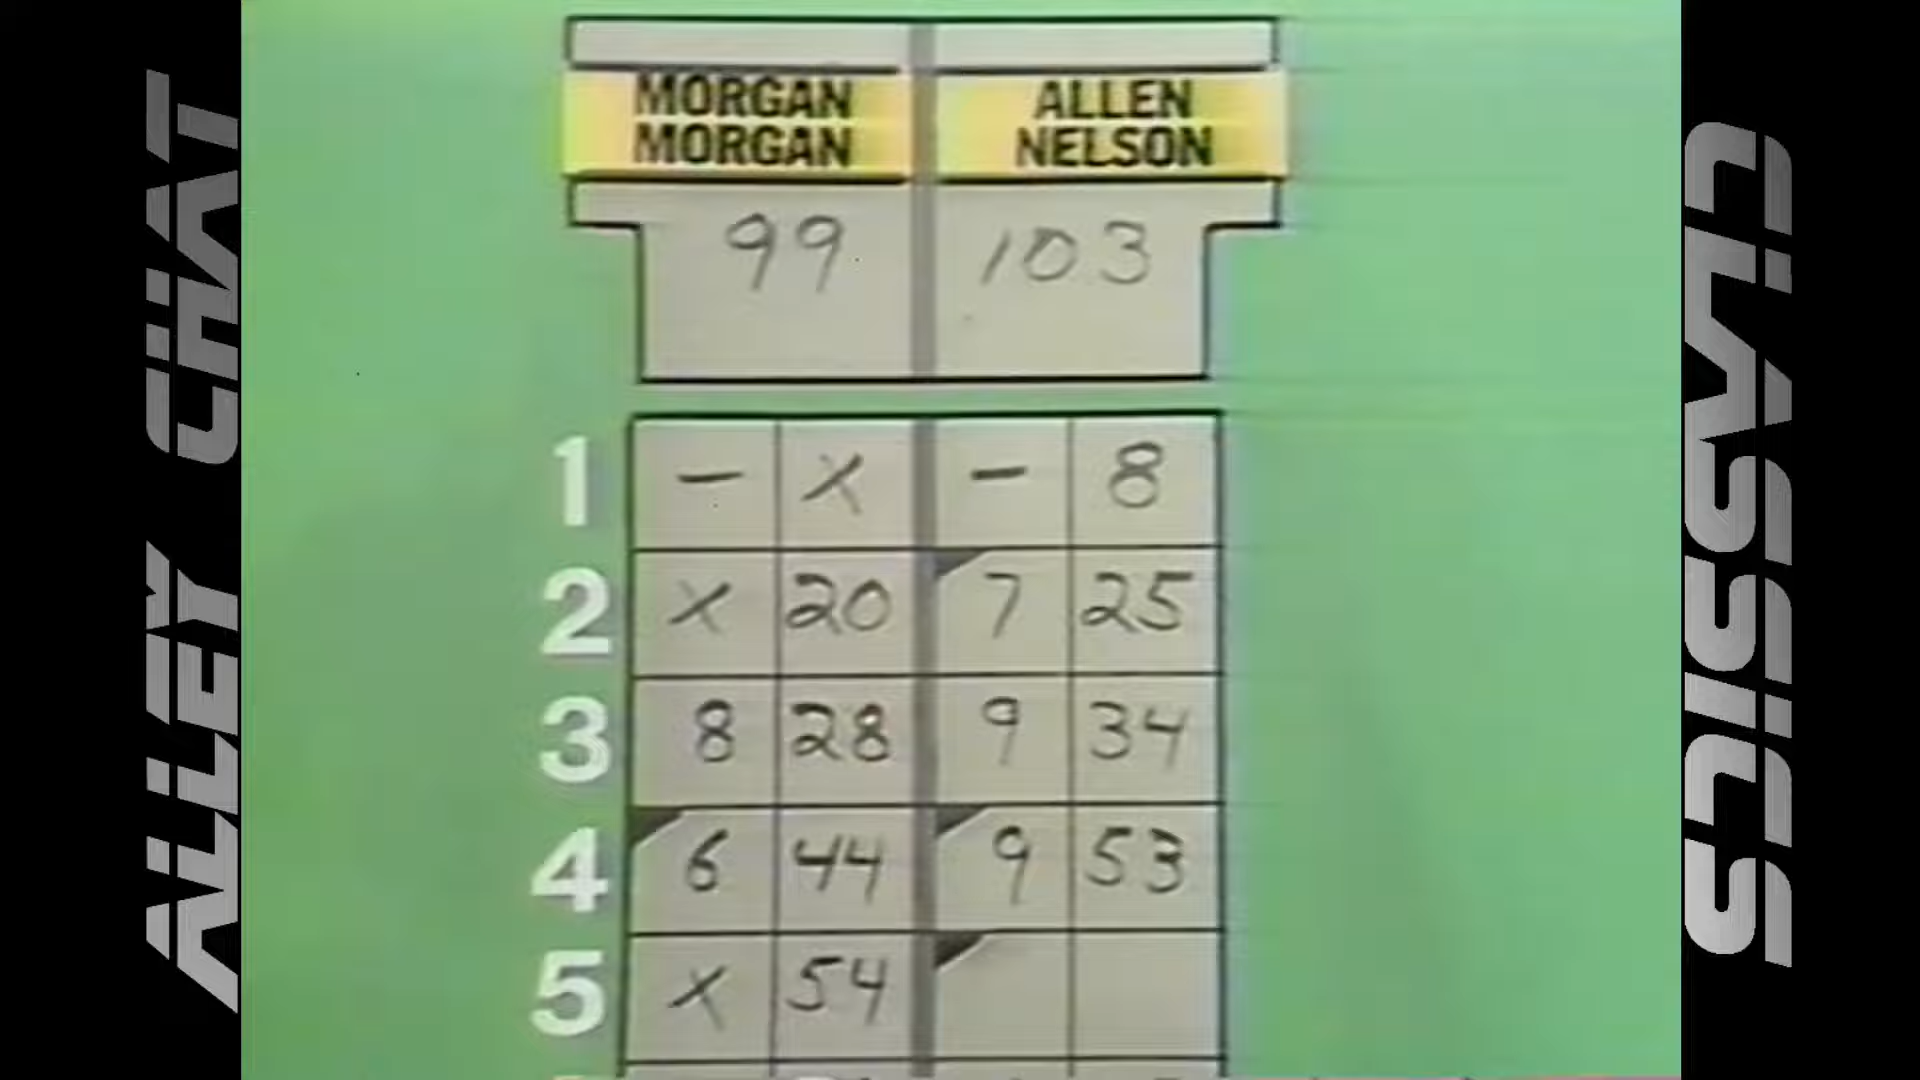 ALLEY CHAT
CLASSICS
MORGAN MORGAN
ALLEN NELSON
99 103
1 - X - 8
2 X 20 7 25
3 8 28 9 34
4 6 44 9 53
5 X 54